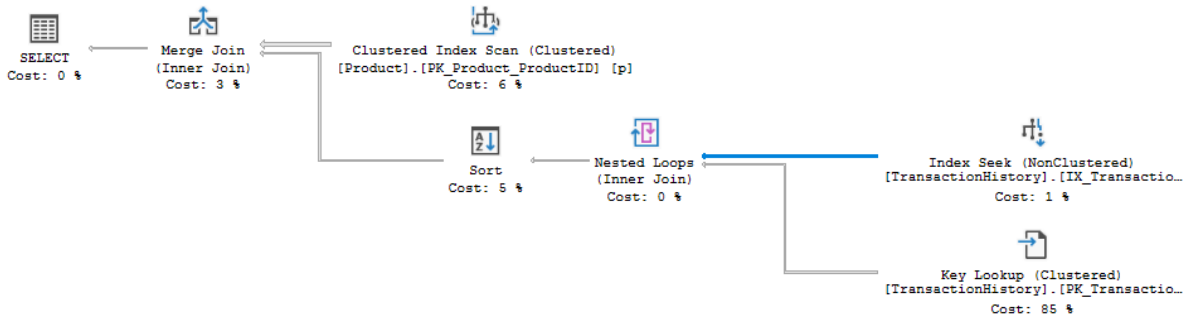 SELECT
Cost: 0 %
Merge Join
(Inner Join)
Cost: 3 %
Clustered Index Scan (Clustered)
[Product].[PK_Product_ProductID] [p]
Cost: 6 %
Sort
Cost: 5 %
Nested Loops
(Inner Join)
Cost: 0 %
Index Seek (NonClustered)
[TransactionHistory].[IX_Transactio…
Cost: 1 %
Key Lookup (Clustered)
[TransactionHistory].[PK_Transactio…
Cost: 85 %